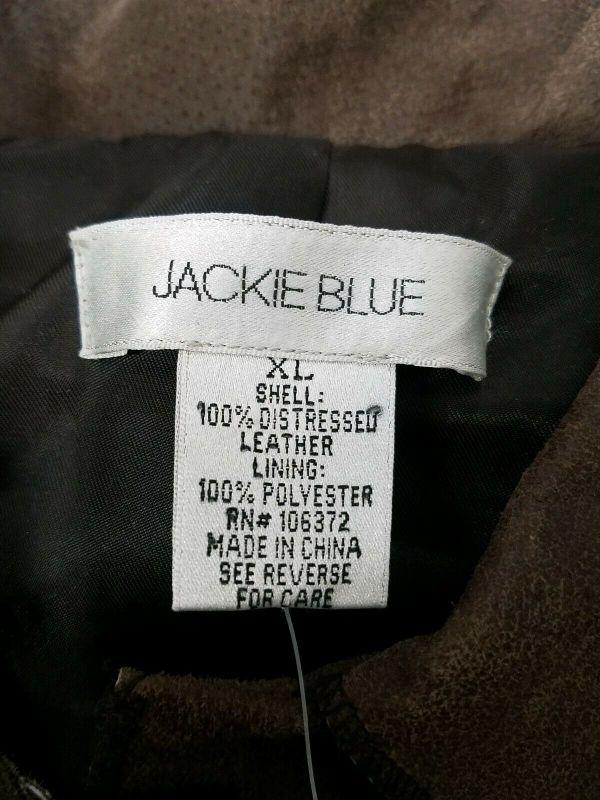 JACKIE BLUE
XL
SHELL:
100% DISTRESSED
LEATHER
LINING:
100% POLYESTER
RN# 106372
MADE IN CHINA
SEE REVERSE
FOR CARE